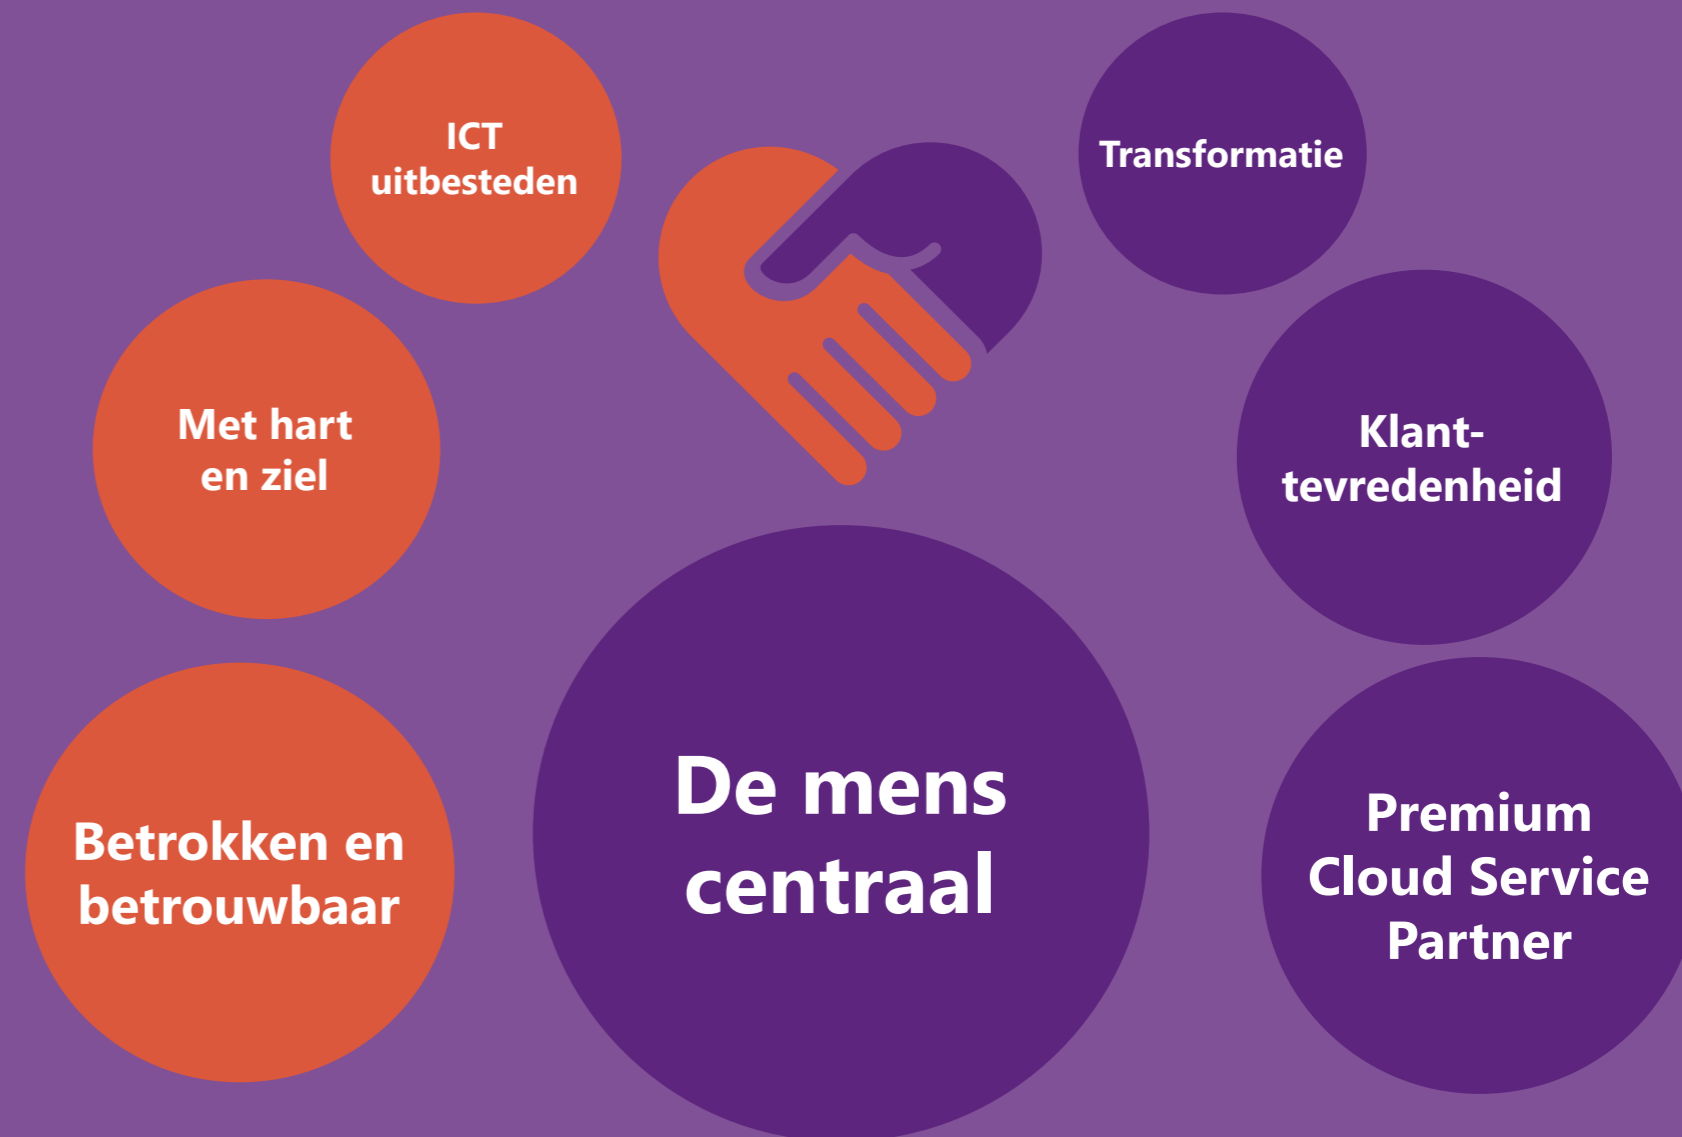 ICT
uitbesteden
Transformatie
Met hart
en ziel
Klant-
tevredenheid
De mens
centraal
Betrokken en
betrouwbaar
Premium
Cloud Service
Partner